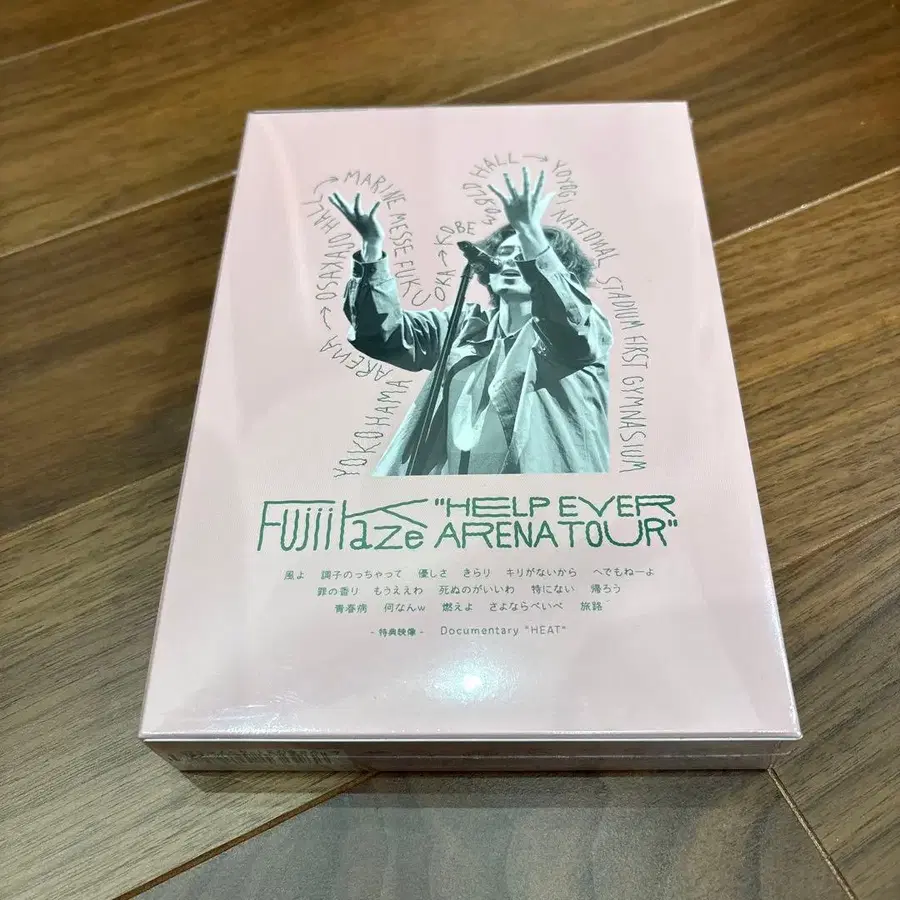 YOKOHAMA ARENA → OSAKAJO HALL → MARINE MESSE FUKUOKA → KOBE WORLD HALL → YOYOGI NATIONAL STADIUM FIRST GYMNASIUM
Fujii Kaze "HELP EVER
ARENA TOUR"
風よ 調子のっちゃって 優しさ きらり キリがないから へでもねーよ
罪の香り もうええわ 死ぬのがいいわ 特にない 帰ろう
青春病 何なんw 燃えよ さよならべいべ 旅路
- 特典映像 - Documentary "HEAT"